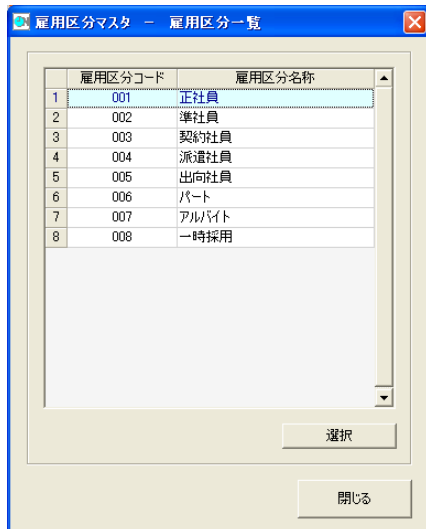 雇用区分マスタ － 雇用区分一覧
雇用区分コード 雇用区分名称
1 001 正社員
2 002 準社員
3 003 契約社員
4 004 派遣社員
5 005 出向社員
6 006 パート
7 007 アルバイト
8 008 一時採用
選択
閉じる